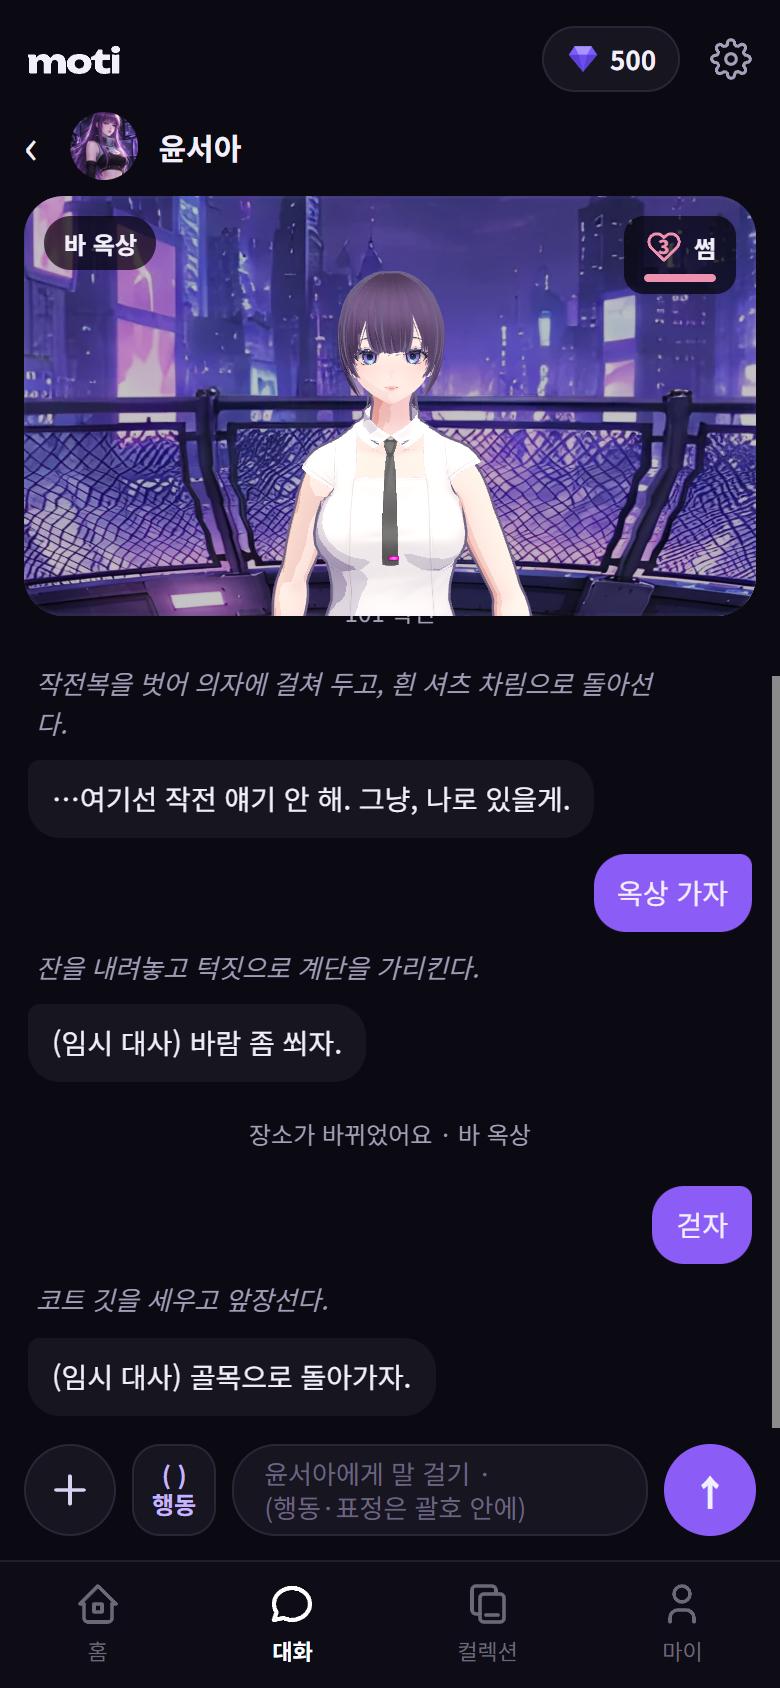 moti
500
윤서아
바 옥상
3
썸
작전복을 벗어 의자에 걸쳐 두고, 흰 셔츠 차림으로 돌아선
다.
…여기선 작전 얘기 안 해. 그냥, 나로 있을게.
옥상 가자
잔을 내려놓고 턱짓으로 계단을 가리킨다.
(임시 대사) 바람 좀 쐬자.
장소가 바뀌었어요 · 바 옥상
걷자
코트 깃을 세우고 앞장선다.
(임시 대사) 골목으로 돌아가자.
( )
행동
윤서아에게 말 걸기 ·
(행동·표정은 괄호 안에)
홈
대화
컬렉션
마이